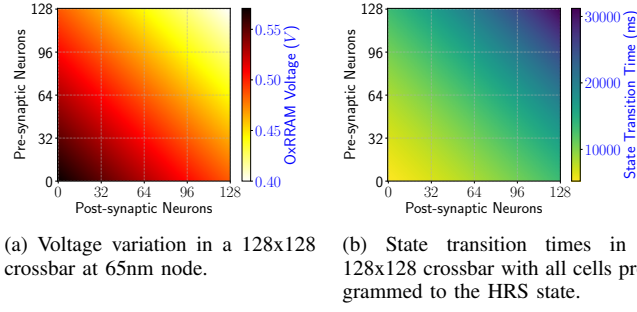 128
96
64
32
0
Pre-synaptic Neurons
0 32 64 96 128
Post-synaptic Neurons
0.55
0.50
0.45
0.40
OxRRAM Voltage (V)
128
96
64
32
0
Pre-synaptic Neurons
0 32 64 96 128
Post-synaptic Neurons
30000
20000
10000
State Transition Time (ms)
(a) Voltage variation in a 128x128
crossbar at 65nm node.
(b) State transition times in
128x128 crossbar with all cells pr
grammed to the HRS state.